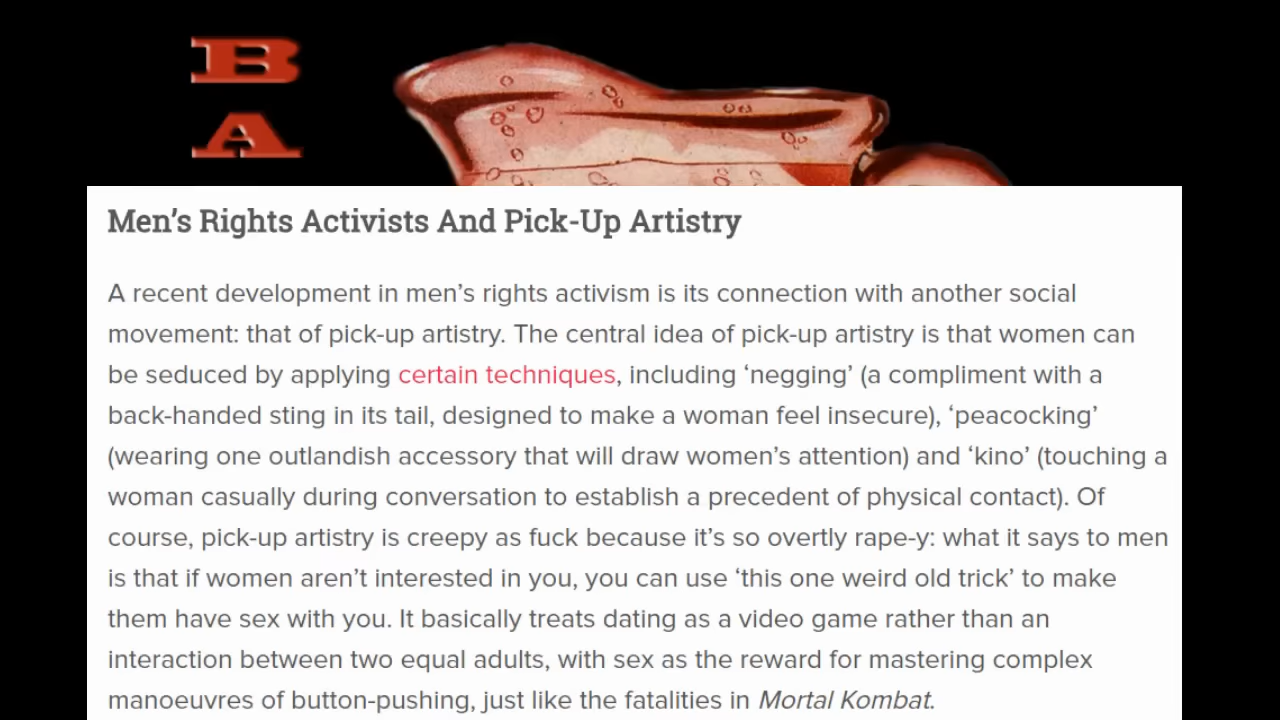 B
A
Men’s Rights Activists And Pick-Up Artistry
A recent development in men’s rights activism is its connection with another social
movement: that of pick-up artistry. The central idea of pick-up artistry is that women can
be seduced by applying certain techniques, including ‘negging’ (a compliment with a
back-handed sting in its tail, designed to make a woman feel insecure), ‘peacocking’
(wearing one outlandish accessory that will draw women’s attention) and ‘kino’ (touching a
woman casually during conversation to establish a precedent of physical contact). Of
course, pick-up artistry is creepy as fuck because it’s so overtly rape-y: what it says to men
is that if women aren’t interested in you, you can use ‘this one weird old trick’ to make
them have sex with you. It basically treats dating as a video game rather than an
interaction between two equal adults, with sex as the reward for mastering complex
manoeuvres of button-pushing, just like the fatalities in Mortal Kombat.